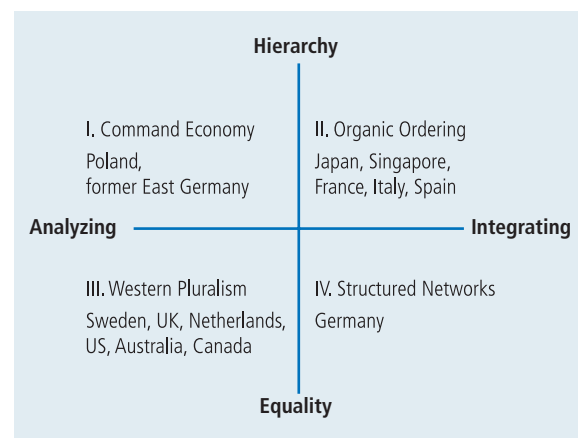 Hierarchy
I. Command Economy
Poland,
former East Germany
II. Organic Ordering
Japan, Singapore,
France, Italy, Spain
Analyzing
Integrating
III. Western Pluralism
Sweden, UK, Netherlands,
US, Australia, Canada
IV. Structured Networks
Germany
Equality